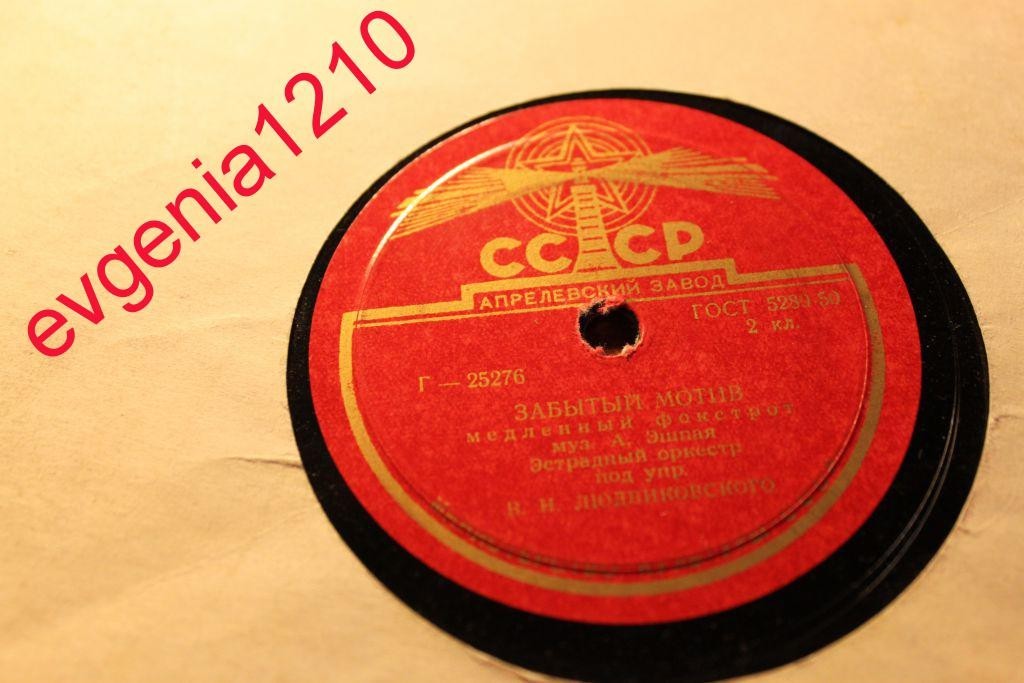 evgenia1210
СССР
АПРЕЛЕВСКИЙ ЗАВОД
ГОСТ 5289-50
2 кл.
Г — 25276
ЗАБЫТЫЙ МОТИВ
медленный фокстрот
муз. А. Эшпая
Эстрадный оркестр
под упр.
В. Н. ЛЮДВИКОВСКОГО